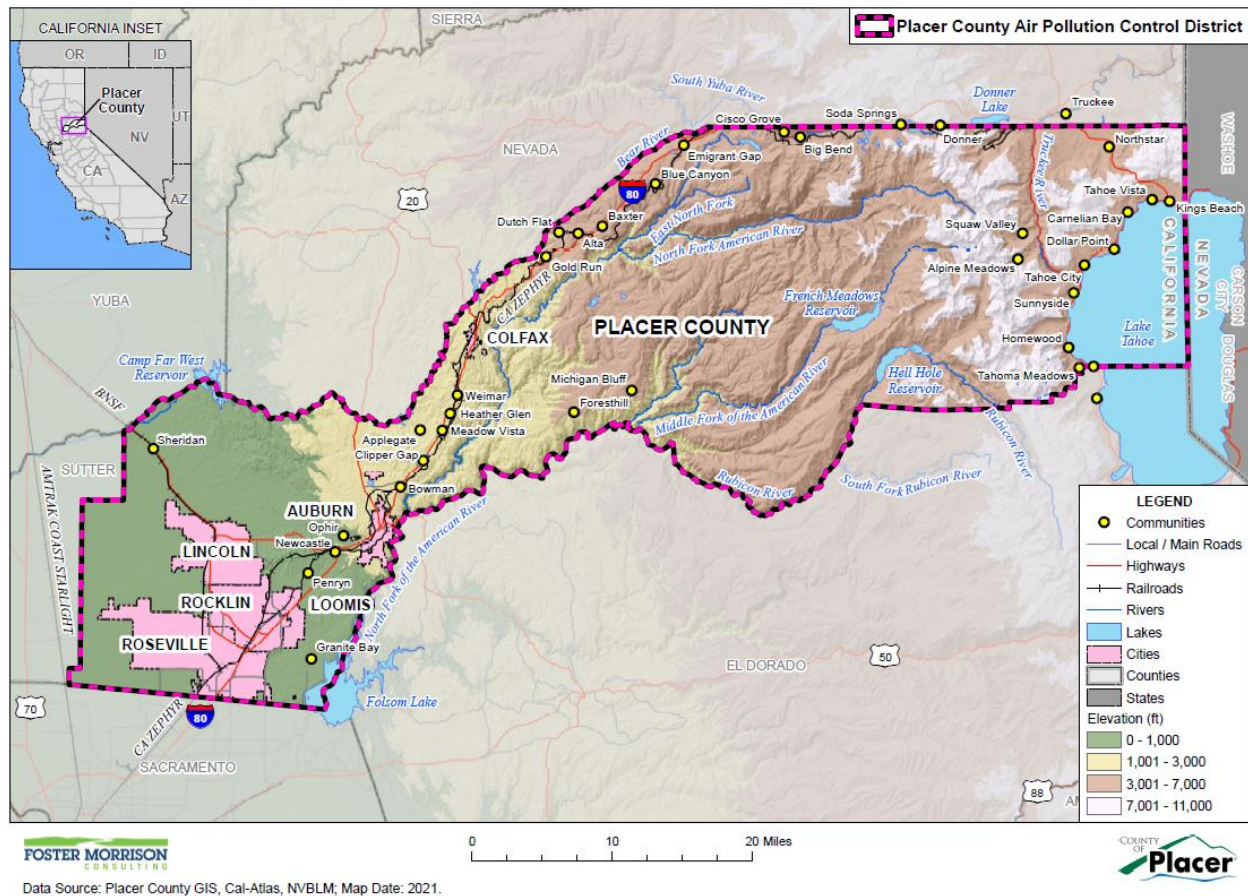 CALIFORNIA INSET
OR
ID
Placer
County
NV
UT
CA
AZ
Placer County Air Pollution Control District
SIERRA
South Yuba River
Donner
Lake
Truckee
Cisco Grove
Soda Springs
WASHOE
NEVADA
Bear River
Emigrant Gap
Big Bend
Donner
Truckee River
Northstar
80
Blue Canyon
20
East North Fork
Tahoe Vista
Kings Beach
Dutch Flat
Baxter
Alta
North Fork American River
Squaw Valley
Carnelian Bay
Dollar Point
Gold Run
Alpine Meadows
Tahoe City
CALIFORNIA
NEVADA
CARSON
CITY
YUBA
CA ZEPHYR
French Meadows
Reservoir
Sunnyside
PLACER COUNTY
COLFAX
Homewood
Lake
Tahoe
DOUGLAS
Camp Far West
Reservoir
Hell Hole
Reservoir
Tahoma Meadows
BNSF
Michigan Bluff
Weimar
Foresthill
Middle Fork of the American River
Heather Glen
Applegate
Meadow Vista
Rubicon River
Sheridan
Clipper Gap
SUTTER
Rubicon River
South Fork Rubicon River
AMTRAK COAST STARLIGHT
Bowman
AUBURN
Ophir
Newcastle
North Fork of the American River
LINCOLN
Penryn
ROCKLIN
LOOMIS
ROSEVILLE
Granite Bay
EL DORADO
50
70
Folsom Lake
CA ZEPHYR
80
SACRAMENTO
88
LEGEND
Communities
Local / Main Roads
Highways
Railroads
Rivers
Lakes
Cities
Counties
States
Elevation (ft)
0 - 1,000
1,001 - 3,000
3,001 - 7,000
7,001 - 11,000
FOSTER MORRISON
CONSULTING
0 10 20 Miles
COUNTY
OF
Placer
Data Source: Placer County GIS, Cal-Atlas, NVBLM; Map Date: 2021.